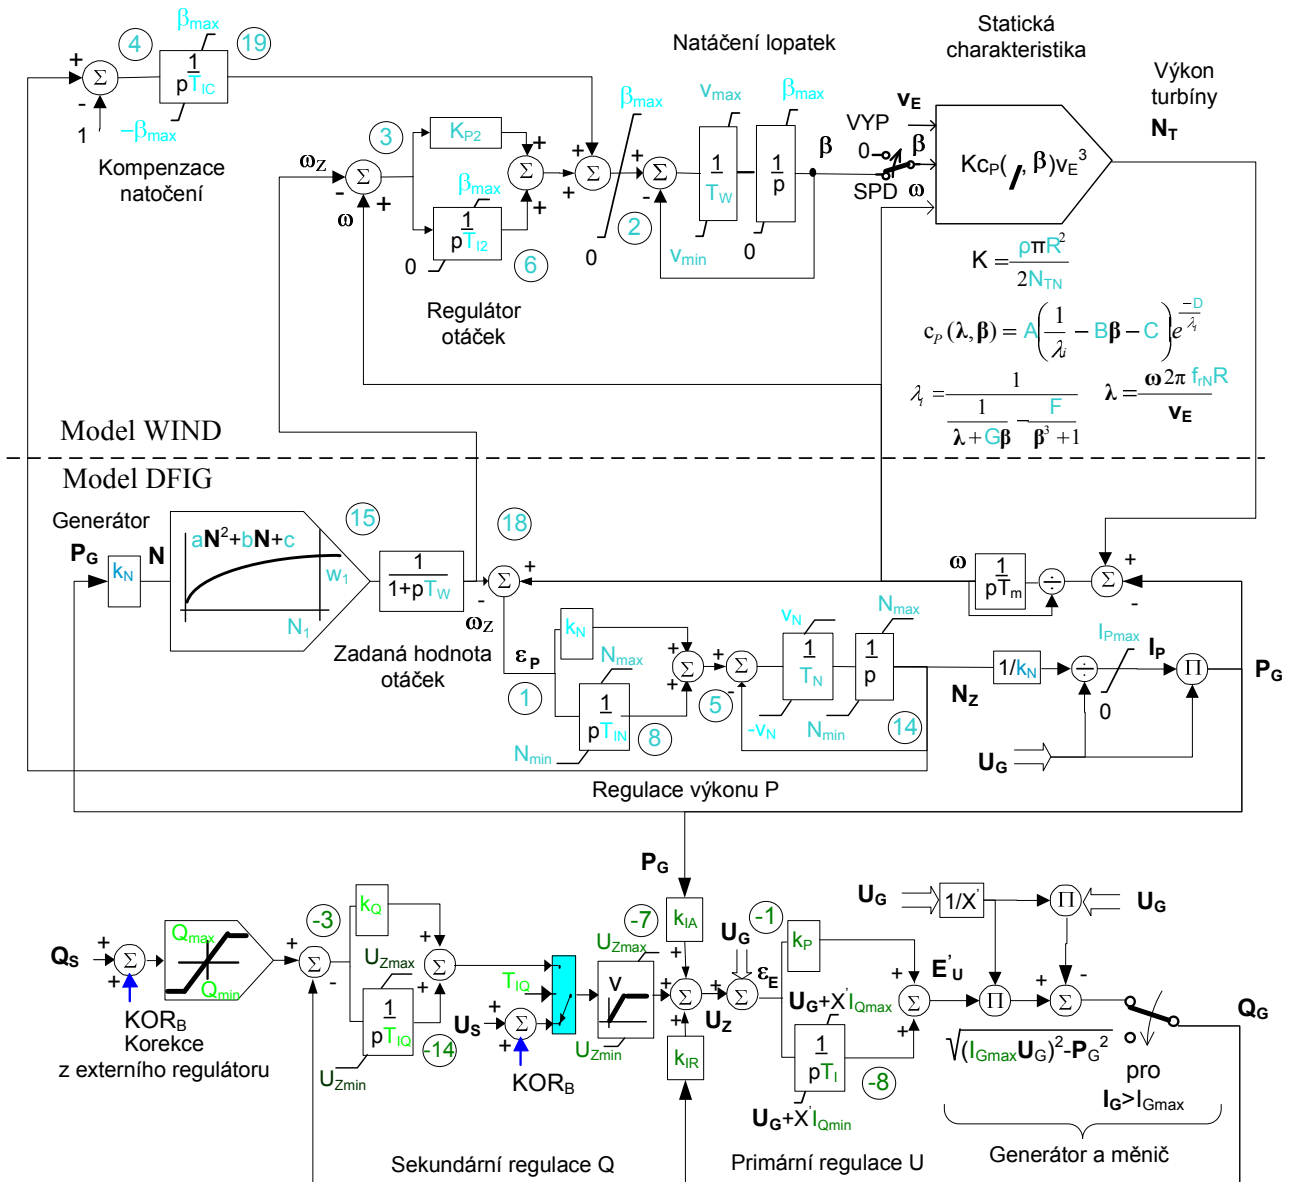 Statická
charakteristika
Natáčení lopatek
Výkon
turbíny
N_T
β_max
4
19
+
Σ
-
1
1
pT_IC
-β_max
Kompenzace
natočení
3
ω_Z
-
Σ
+
ω
K_P2
β_max
1
pT_I2
0
6
+
Σ
+
+
Σ
+
Regulátor
otáček
β_max
0
2
+
Σ
-
v_max
1
T_W
v_min
β_max
1
p
0
β
v_E
VYP
0
SPD
β
ω
Kc_P(λ, β)v_E^3
K = ρπR^2 / 2N_TN
c_P (λ, β) = A(1/λ_i − Bβ − C)e^(−D/λ_i)
λ_i = 1 / (1/(λ+Gβ) − F/(β^3+1))
λ = ω2π f_rN R / v_E
Model WIND
Model DFIG
Generátor
P_G
k_N
N
aN^2+bN+c
w_1
N_1
15
1
1+pT_W
18
-
Σ
+
ω_Z
Zadaná hodnota
otáček
ε_P
1
k_N
N_max
1
pT_IN
N_min
8
+
Σ
+
5
+
Σ
-
v_N
1
T_N
-v_N
N_max
1
p
N_min
14
ω
1
pT_m
÷
Σ
+
-
N_Z
1/k_N
÷
I_Pmax
0
I_P
Π
P_G
U_G
Regulace výkonu P
Q_S
+
Σ
+
KOR_B
Korekce
z externího regulátoru
Q_max
Q_min
+
Σ
-
-3
k_Q
U_Zmax
1
pT_IQ
U_Zmin
-14
+
Σ
+
T_IQ
U_S
+
Σ
+
KOR_B
-7
U_Zmax
V
U_Zmin
P_G
k_IA
+
+
Σ
+
k_IR
U_Z
U_G
+
Σ
-1
ε_E
k_P
U_G+X'I_Qmax
1
pT_I
U_G+X'I_Qmin
-8
+
Σ
+
E'_U
U_G
1/X'
Π
U_G
Π
+
Σ
-
√(I_GmaxU_G)^2-P_G^2
pro
I_G>I_Gmax
Q_G
Sekundární regulace Q
Primární regulace U
Generátor a měnič